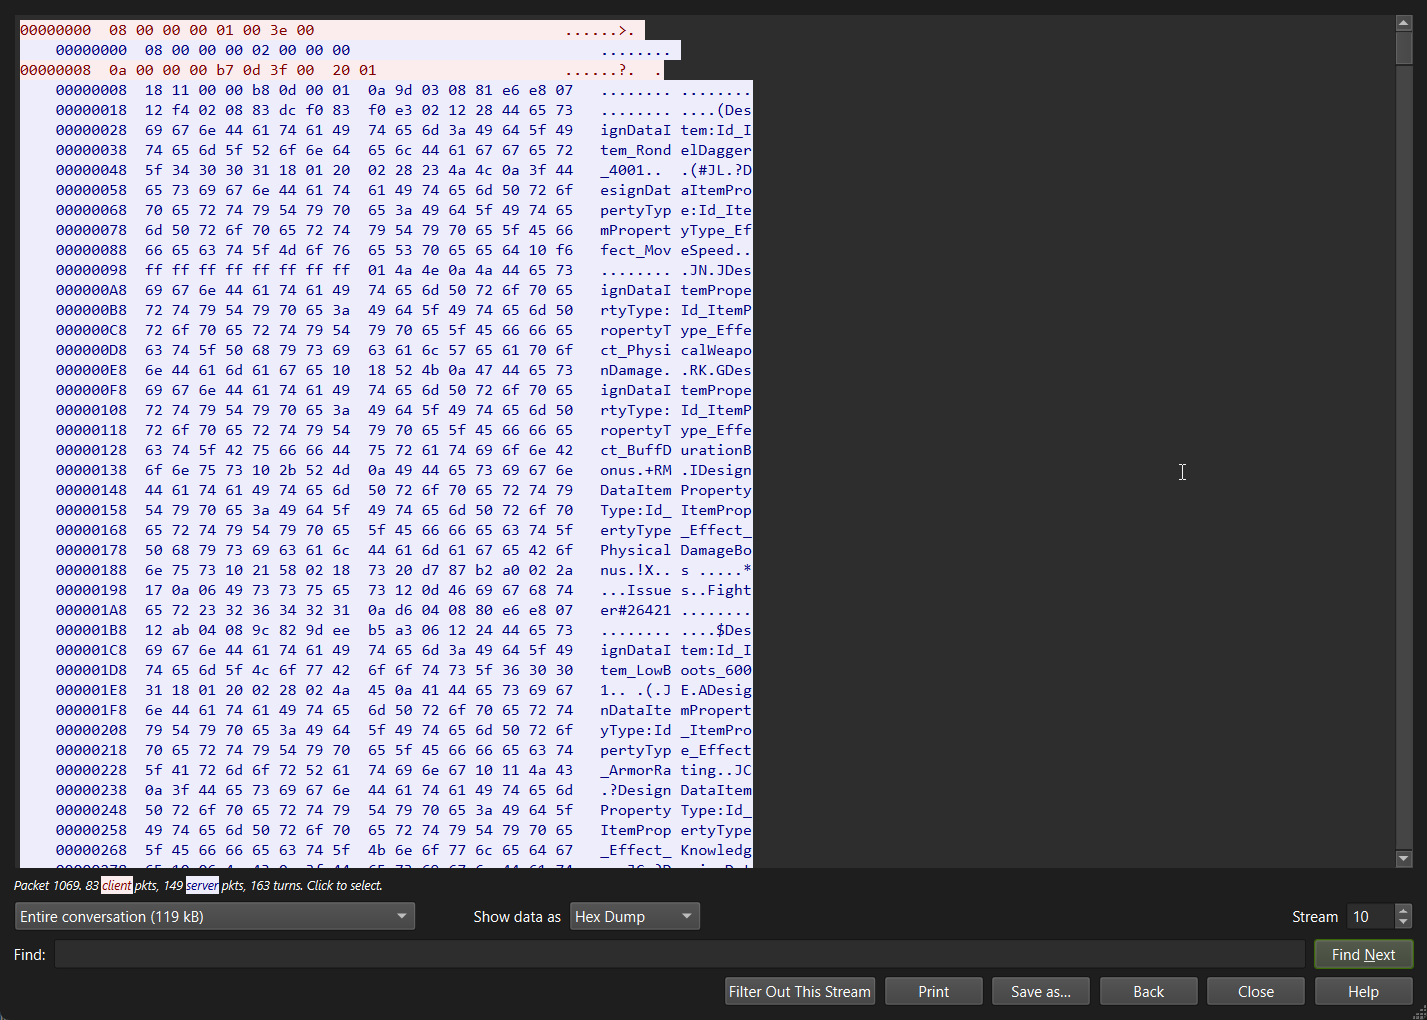 00000000  08 00 00 00 01 00 3e 00                            ......>.
00000000  08 00 00 00 02 00 00 00                            ........
00000008  0a 00 00 00 b7 0d 3f 00  20 01                     ......?.  .
00000008  18 11 00 00 b8 0d 00 01  0a 9d 03 08 81 e6 e8 07   ........ ........
00000018  12 f4 02 08 83 dc f0 83  f0 e3 02 12 28 44 65 73   ........ ....(Des
00000028  69 67 6e 44 61 74 61 49  74 65 6d 3a 49 64 5f 49   ignDataI tem:Id_I
00000038  74 65 6d 5f 52 6f 6e 64  65 6c 44 61 67 67 65 72   tem_Rond elDagger
00000048  5f 34 30 30 31 18 01 20  02 28 23 4a 4c 0a 3f 44   _4001..  .(#JL.?D
00000058  65 73 69 67 6e 44 61 74  61 49 74 65 6d 50 72 6f   esignDat aItemPro
00000068  70 65 72 74 79 54 79 70  65 3a 49 64 5f 49 74 65   pertyTyp e:Id_Ite
00000078  6d 50 72 6f 70 65 72 74  79 54 79 70 65 5f 45 66   mPropert yType_Ef
00000088  66 65 63 74 5f 4d 6f 76  65 53 70 65 65 64 10 f6   fect_Mov eSpeed..
00000098  ff ff ff ff ff ff ff ff  01 4a 4e 0a 4a 44 65 73   ........ .JN.JDes
000000A8  69 67 6e 44 61 74 61 49  74 65 6d 50 72 6f 70 65   ignDataI temPrope
000000B8  72 74 79 54 79 70 65 3a  49 64 5f 49 74 65 6d 50   rtyType: Id_ItemP
000000C8  72 6f 70 65 72 74 79 54  79 70 65 5f 45 66 66 65   ropertyT ype_Effe
000000D8  63 74 5f 50 68 79 73 69  63 61 6c 57 65 61 70 6f   ct_Physi calWeapo
000000E8  6e 44 61 6d 61 67 65 10  18 52 4b 0a 47 44 65 73   nDamage. .RK.GDes
000000F8  69 67 6e 44 61 74 61 49  74 65 6d 50 72 6f 70 65   ignDataI temPrope
00000108  72 74 79 54 79 70 65 3a  49 64 5f 49 74 65 6d 50   rtyType: Id_ItemP
00000118  72 6f 70 65 72 74 79 54  79 70 65 5f 45 66 66 65   ropertyT ype_Effe
00000128  63 74 5f 42 75 66 66 44  75 72 61 74 69 6f 6e 42   ct_BuffD urationB
00000138  6f 6e 75 73 10 2b 52 4d  0a 49 44 65 73 69 67 6e   onus.+RM .IDesign
00000148  44 61 74 61 49 74 65 6d  50 72 6f 70 65 72 74 79   DataItem Property
00000158  54 79 70 65 3a 49 64 5f  49 74 65 6d 50 72 6f 70   Type:Id_ ItemProp
00000168  65 72 74 79 54 79 70 65  5f 45 66 66 65 63 74 5f   ertyType _Effect_
00000178  50 68 79 73 69 63 61 6c  44 61 6d 61 67 65 42 6f   Physical DamageBo
00000188  6e 75 73 10 21 58 02 18  73 20 d7 87 b2 a0 02 2a   nus.!X.. s .....*
00000198  17 0a 06 49 73 73 75 65  73 12 0d 46 69 67 68 74   ...Issue s..Fight
000001A8  65 72 23 32 36 34 32 31  0a d6 04 08 80 e6 e8 07   er#26421 ........
000001B8  12 ab 04 08 9c 82 9d ee  b5 a3 06 12 24 44 65 73   ........ ....$Des
000001C8  69 67 6e 44 61 74 61 49  74 65 6d 3a 49 64 5f 49   ignDataI tem:Id_I
000001D8  74 65 6d 5f 4c 6f 77 42  6f 6f 74 73 5f 36 30 30   tem_LowB oots_600
000001E8  31 18 01 20 02 28 02 4a  45 0a 41 44 65 73 69 67   1.. .(.J E.ADesig
000001F8  6e 44 61 74 61 49 74 65  6d 50 72 6f 70 65 72 74   nDataIte mPropert
00000208  79 54 79 70 65 3a 49 64  5f 49 74 65 6d 50 72 6f   yType:Id _ItemPro
00000218  70 65 72 74 79 54 79 70  65 5f 45 66 66 65 63 74   pertyTyp e_Effect
00000228  5f 41 72 6d 6f 72 52 61  74 69 6e 67 10 11 4a 43   _ArmorRa ting..JC
00000238  0a 3f 44 65 73 69 67 6e  44 61 74 61 49 74 65 6d   .?Design DataItem
00000248  50 72 6f 70 65 72 74 79  54 79 70 65 3a 49 64 5f   Property Type:Id_
00000258  49 74 65 6d 50 72 6f 70  65 72 74 79 54 79 70 65   ItemProp ertyType
00000268  5f 45 66 66 65 63 74 5f  4b 6e 6f 77 6c 65 64 67   _Effect_ Knowledg
Packet 1069. 83 client pkts, 149 server pkts, 163 turns. Click to select.
Entire conversation (119 kB)  Show data as  Hex Dump  Stream  10
Find:  Find Next
Filter Out This Stream  Print  Save as...  Back  Close  Help